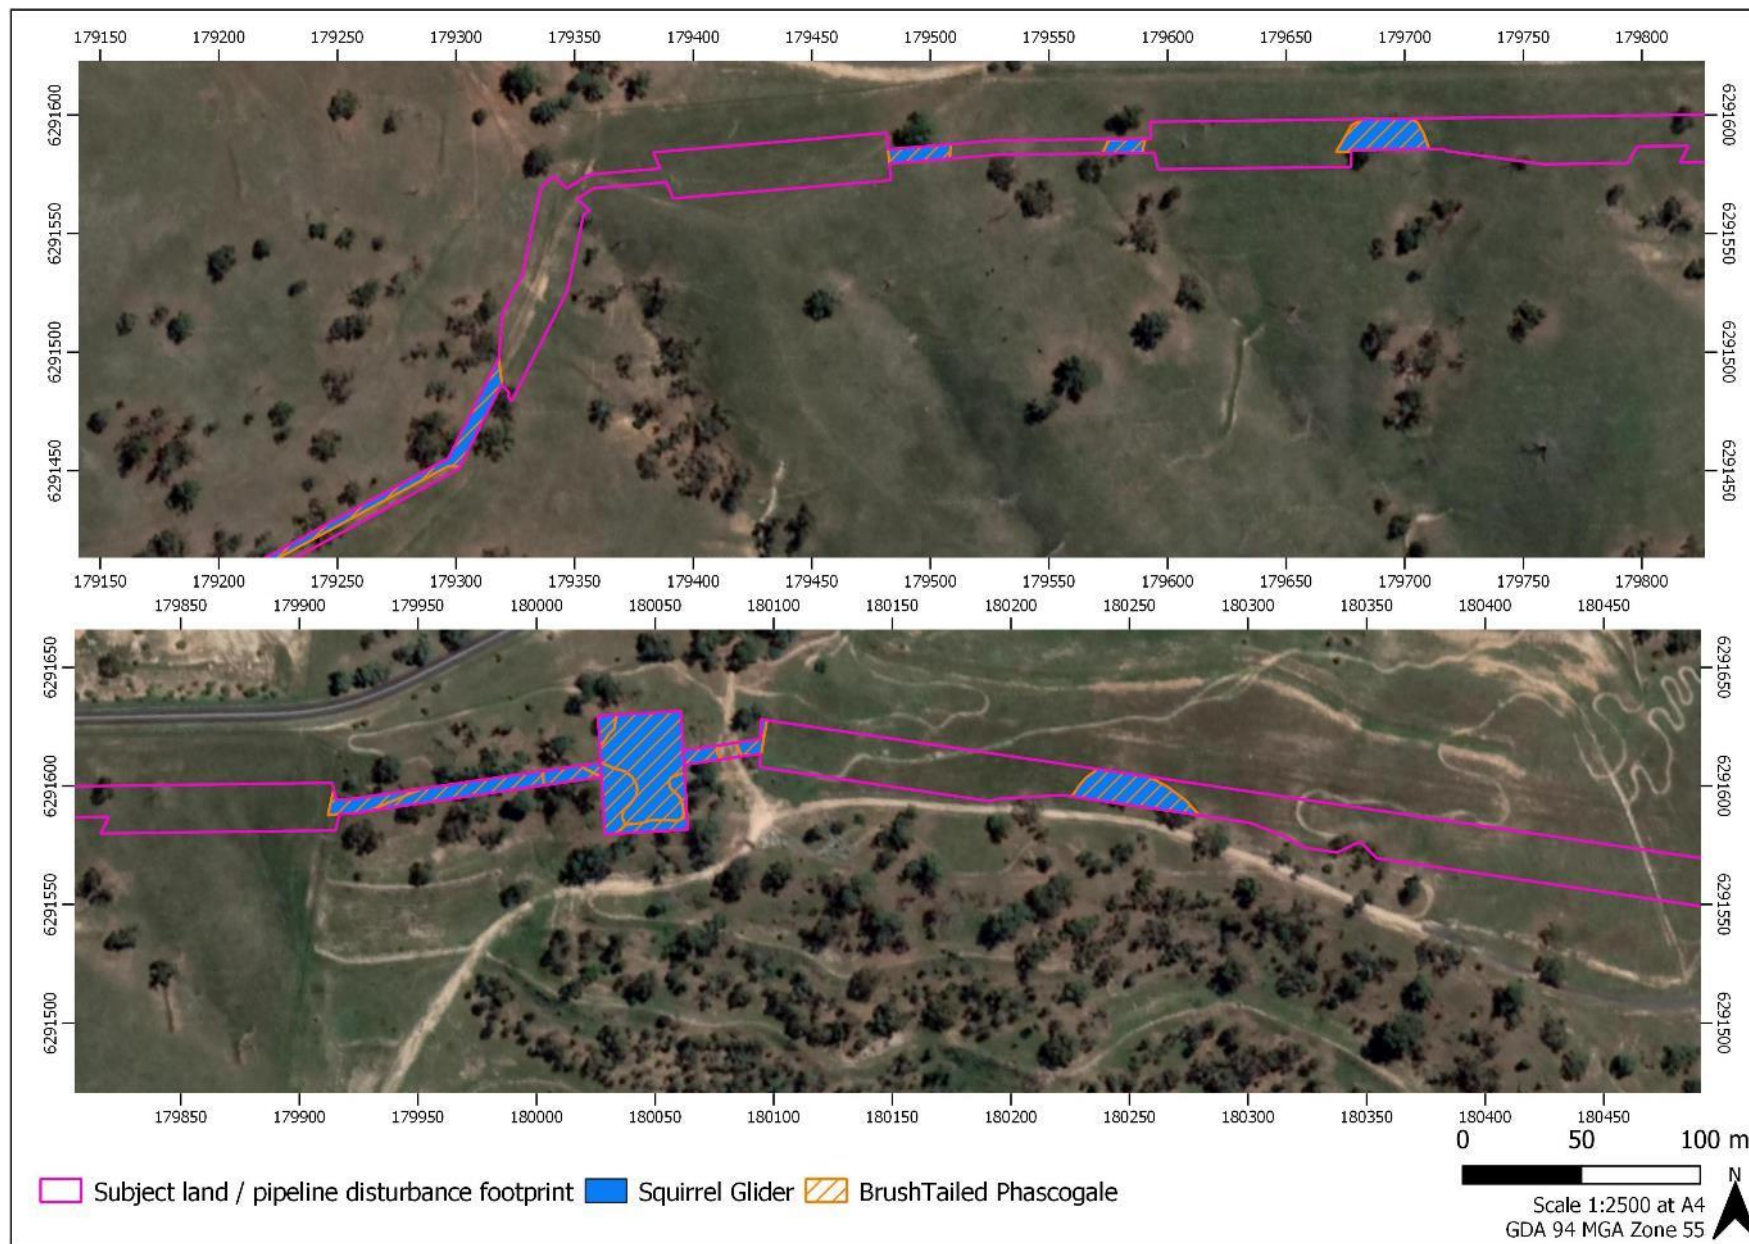 179150 179200 179250 179300 179350 179400 179450 179500 179550 179600 179650 179700 179750 179800
6291600 6291600
6291550 6291550
6291500 6291500
6291450 6291450
179150 179200 179250 179300 179350 179400 179450 179500 179550 179600 179650 179700 179750 179800
179850 179900 179950 180000 180050 180100 180150 180200 180250 180300 180350 180400 180450
6291650 6291650
6291600 6291600
6291550 6291550
6291500 6291500
179850 179900 179950 180000 180050 180100 180150 180200 180250 180300 180350 180400 180450
0 50 100 m
Subject land / pipeline disturbance footprint Squirrel Glider BrushTailed Phascogale
N
Scale 1:2500 at A4
GDA 94 MGA Zone 55